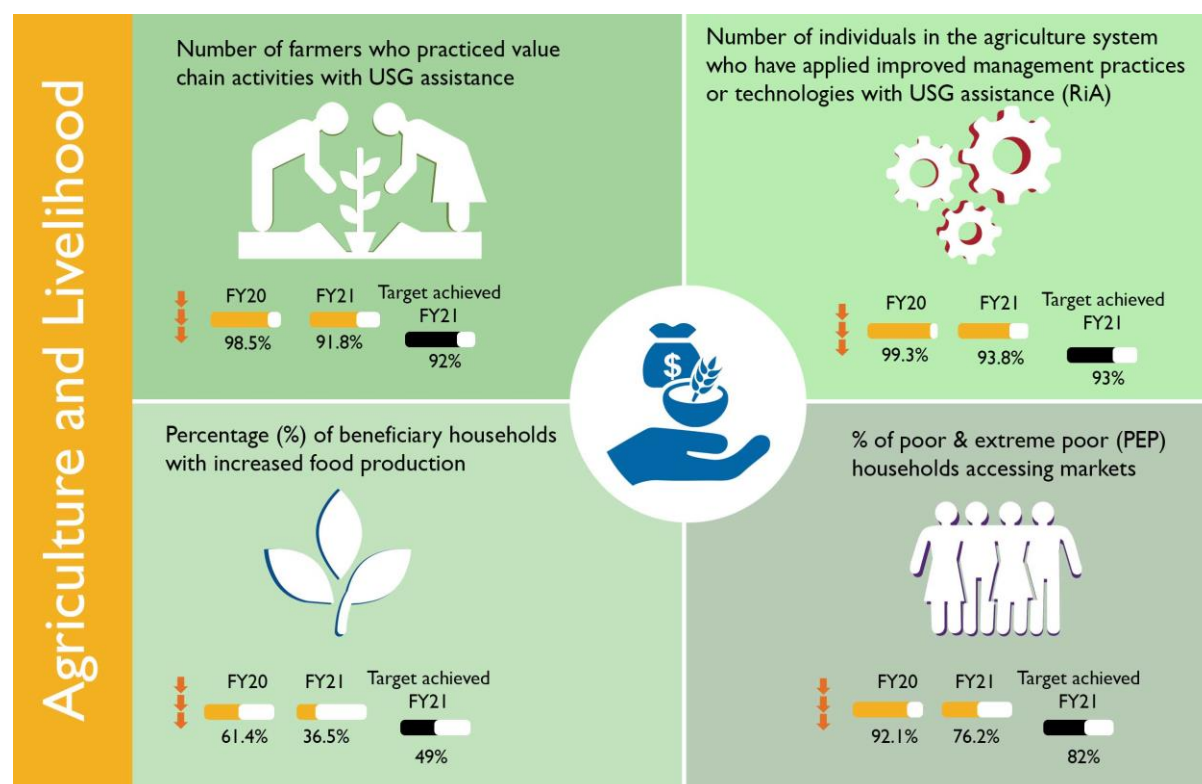 Agriculture and Livelihood
Number of farmers who practiced value
chain activities with USG assistance
FY20
FY21
Target achieved
FY21
98.5%
91.8%
92%
Number of individuals in the agriculture system
who have applied improved management practices
or technologies with USG assistance (RiA)
FY20
FY21
Target achieved
FY21
99.3%
93.8%
93%
$
Percentage (%) of beneficiary households
with increased food production
FY20
FY21
Target achieved
FY21
61.4%
36.5%
49%
% of poor & extreme poor (PEP)
households accessing markets
FY20
FY21
Target achieved
FY21
92.1%
76.2%
82%